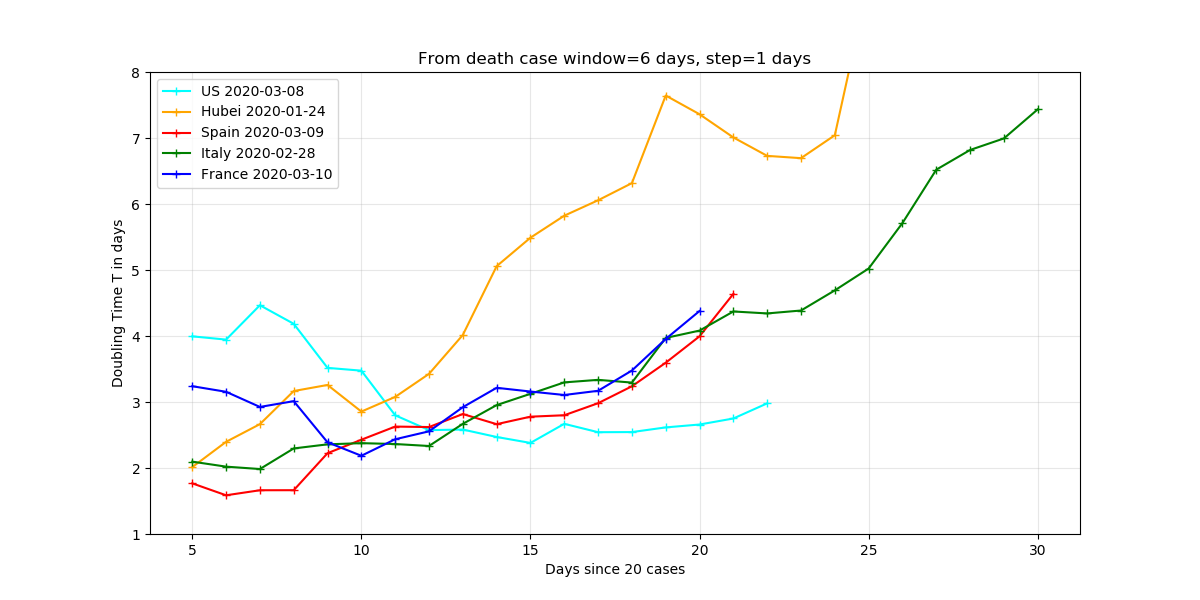 From death case window=6 days, step=1 days
US 2020-03-08
Hubei 2020-01-24
Spain 2020-03-09
Italy 2020-02-28
France 2020-03-10
Doubling Time T in days
8
7
6
5
4
3
2
1
5 10 15 20 25 30
Days since 20 cases